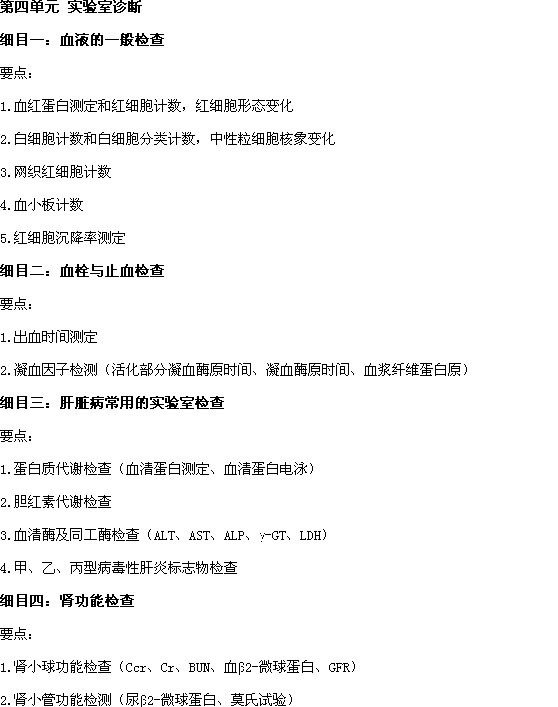 第四单元 实验室诊断
细目一：血液的一般检查
要点：
1.血红蛋白测定和红细胞计数，红细胞形态变化
2.白细胞计数和白细胞分类计数，中性粒细胞核象变化
3.网织红细胞计数
4.血小板计数
5.红细胞沉降率测定
细目二：血栓与止血检查
要点：
1.出血时间测定
2.凝血因子检测（活化部分凝血酶原时间、凝血酶原时间、血浆纤维蛋白原）
细目三：肝脏病常用的实验室检查
要点：
1.蛋白质代谢检查（血清蛋白测定、血清蛋白电泳）
2.胆红素代谢检查
3.血清酶及同工酶检查（ALT、AST、ALP、γ-GT、LDH）
4.甲、乙、丙型病毒性肝炎标志物检查
细目四：肾功能检查
要点：
1.肾小球功能检查（Ccr、Cr、BUN、血β2-微球蛋白、GFR）
2.肾小管功能检测（尿β2-微球蛋白、莫氏试验）